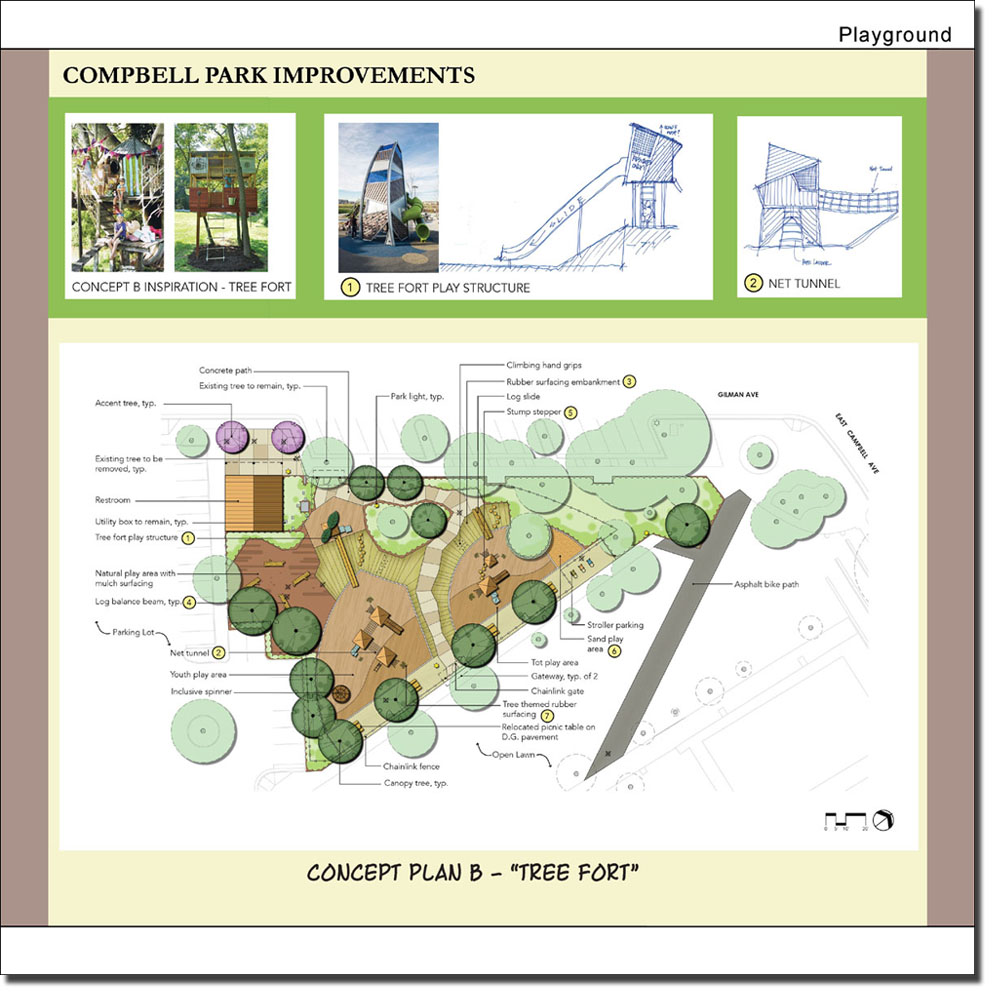 Playground
COMPBELL PARK IMPROVEMENTS
CONCEPT B INSPIRATION - TREE FORT
1 TREE FORT PLAY STRUCTURE
SLIDE
2 NET TUNNEL
Net Tunnel
Concrete path
Existing tree to remain, typ.
Accent tree, typ.
Park light, typ.
Climbing hand grips
Rubber surfacing embankment 3
Log slide
Stump stepper 5
GILMAN AVE
EAST CAMPBELL AVE
Existing tree to be
removed, typ.
Restroom
Utility box to remain, typ.
Tree fort play structure 1
Natural play area with
mulch surfacing
Log balance beam, typ. 4
Parking Lot
Net tunnel 2
Youth play area
Inclusive spinner
Asphalt bike path
Stroller parking
Sand play
area 6
Tot play area
Gateway, typ. of 2
Chainlink gate
Tree themed rubber
surfacing 7
Relocated picnic table on
D.G. pavement
Open Lawn
Chainlink fence
Canopy tree, typ.
0 5 10' 20
CONCEPT PLAN B – "TREE FORT"